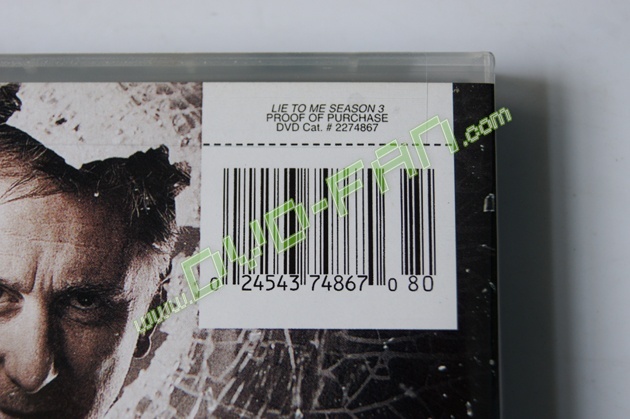 LIE TO ME SEASON 3
PROOF OF PURCHASE
DVD Cat. # 2274867
www.DVD-FAN.com
0 24543 74867 0 80